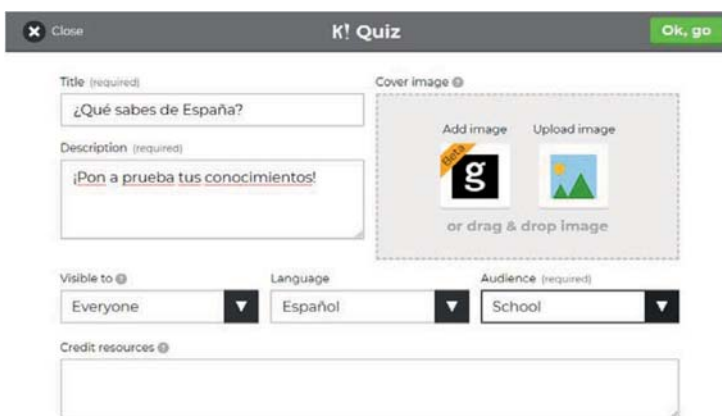 Close
K! Quiz
Ok, go
Title (required)
¿Qué sabes de España?
Description (required)
¡Pon a prueba tus conocimientos!
Cover image
Add image
Upload image
Beta
g
or drag & drop image
Visible to
Everyone
Language
Español
Audience (required)
School
Credit resources